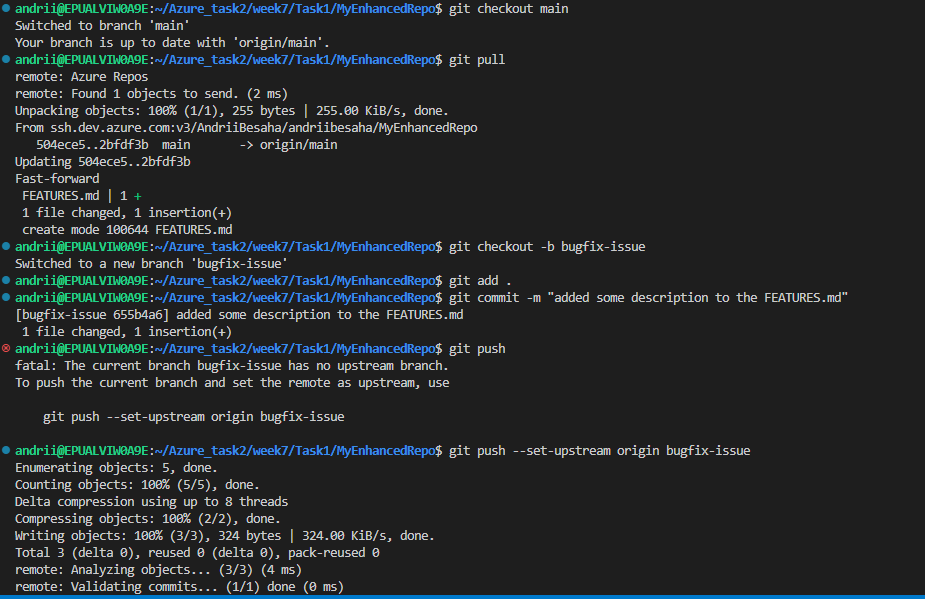 andrii@EPUALVIW0A9E:~/Azure_task2/week7/Task1/MyEnhancedRepo$ git checkout main
Switched to branch 'main'
Your branch is up to date with 'origin/main'.
andrii@EPUALVIW0A9E:~/Azure_task2/week7/Task1/MyEnhancedRepo$ git pull
remote: Azure Repos
remote: Found 1 objects to send. (2 ms)
Unpacking objects: 100% (1/1), 255 bytes | 255.00 KiB/s, done.
From ssh.dev.azure.com:v3/AndriiBesaha/andriibesaha/MyEnhancedRepo
   504ece5..2bfdf3b  main       -> origin/main
Updating 504ece5..2bfdf3b
Fast-forward
 FEATURES.md | 1 +
 1 file changed, 1 insertion(+)
 create mode 100644 FEATURES.md
andrii@EPUALVIW0A9E:~/Azure_task2/week7/Task1/MyEnhancedRepo$ git checkout -b bugfix-issue
Switched to a new branch 'bugfix-issue'
andrii@EPUALVIW0A9E:~/Azure_task2/week7/Task1/MyEnhancedRepo$ git add .
andrii@EPUALVIW0A9E:~/Azure_task2/week7/Task1/MyEnhancedRepo$ git commit -m "added some description to the FEATURES.md"
[bugfix-issue 655b4a6] added some description to the FEATURES.md
 1 file changed, 1 insertion(+)
andrii@EPUALVIW0A9E:~/Azure_task2/week7/Task1/MyEnhancedRepo$ git push
fatal: The current branch bugfix-issue has no upstream branch.
To push the current branch and set the remote as upstream, use
    git push --set-upstream origin bugfix-issue
andrii@EPUALVIW0A9E:~/Azure_task2/week7/Task1/MyEnhancedRepo$ git push --set-upstream origin bugfix-issue
Enumerating objects: 5, done.
Counting objects: 100% (5/5), done.
Delta compression using up to 8 threads
Compressing objects: 100% (2/2), done.
Writing objects: 100% (3/3), 324 bytes | 324.00 KiB/s, done.
Total 3 (delta 0), reused 0 (delta 0), pack-reused 0
remote: Analyzing objects... (3/3) (4 ms)
remote: Validating commits... (1/1) done (0 ms)